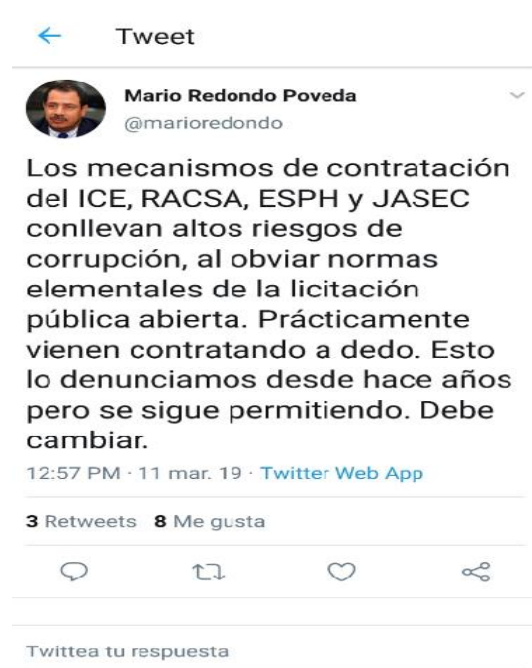 Tweet
Mario Redondo Poveda
@marioredondo
Los mecanismos de contratación
del ICE, RACSA, ESPH y JASEC
conllevan altos riesgos de
corrupción, al obviar normas
elementales de la licitación
pública abierta. Prácticamente
vienen contratando a dedo. Esto
lo denunciamos desde hace años
pero se sigue permitiendo. Debe
cambiar.
12:57 PM · 11 mar. 19 · Twitter Web App
3 Retweets 8 Me gusta
Twittea tu respuesta